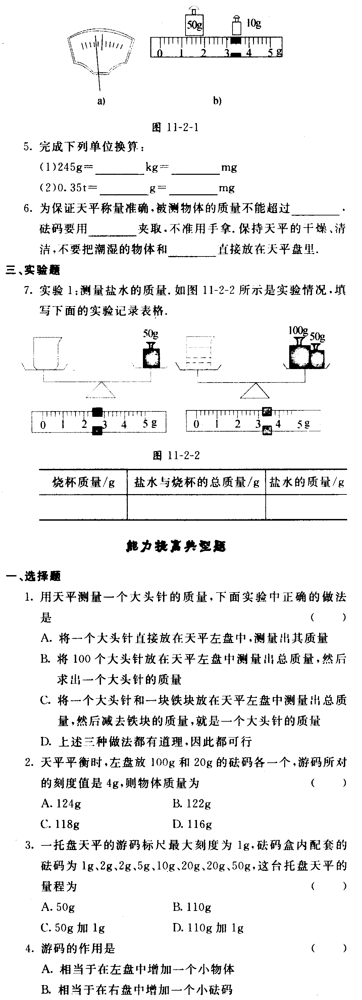 50g 10g
0 1 2 3 4 5 g
a) b)
图 11-2-1
5. 完成下列单位换算:
(1)245g=________kg=________mg
(2)0.35t=________g=________mg
6. 为保证天平称量准确,被测物体的质量不能超过________.
砝码要用________夹取,不准用手拿.保持天平的干燥、清
洁,不要把潮湿的物体和________直接放在天平盘里.
三、实验题
7. 实验 1:测量盐水的质量.如图 11-2-2 所示是实验情况,填
写下面的实验记录表格.
50g 100g 50g
0 1 2 3 4 5 g 0 1 2 3 4 5 g
图 11-2-2
烧杯质量/g 盐水与烧杯的总质量/g 盐水的质量/g
能力提高典型题
一、选择题
1. 用天平测量一个大头针的质量,下面实验中正确的做法
是 ( )
A. 将一个大头针直接放在天平左盘中,测量出其质量
B. 将 100 个大头针放在天平左盘中测量出总质量,然后
求出一个大头针的质量
C. 将一个大头针和一块铁块放在天平左盘中测量出总质
量,然后减去铁块的质量,就是一个大头针的质量
D. 上述三种做法都有道理,因此都可行
2. 天平平衡时,左盘放 100g 和 20g 的砝码各一个,游码所对
的刻度值是 4g,则物体质量为 ( )
A. 124g B. 122g
C. 118g D. 116g
3. 一托盘天平的游码标尺最大刻度为 1g,砝码盒内配套的
砝码为 1g、2g、2g、5g、10g、20g、20g、50g,这台托盘天平的
量程为 ( )
A. 50g B. 110g
C. 50g 加 1g D. 110g 加 1g
4. 游码的作用是 ( )
A. 相当于在左盘中增加一个小物体
B. 相当于在右盘中增加一个小砝码